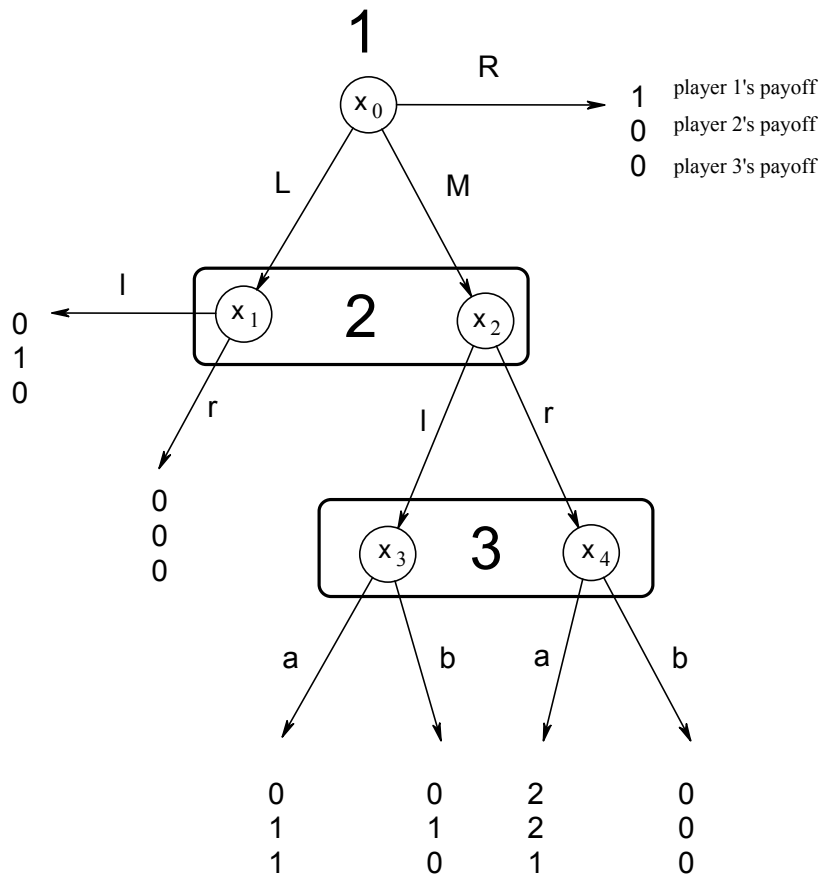 1
R
x0
1 player 1's payoff
0 player 2's payoff
0 player 3's payoff
L M
l
x1 2 x2
0
1
0
r l r
0
0
0
x3 3 x4
a b a b
0 0 2 0
1 1 2 0
1 0 1 0